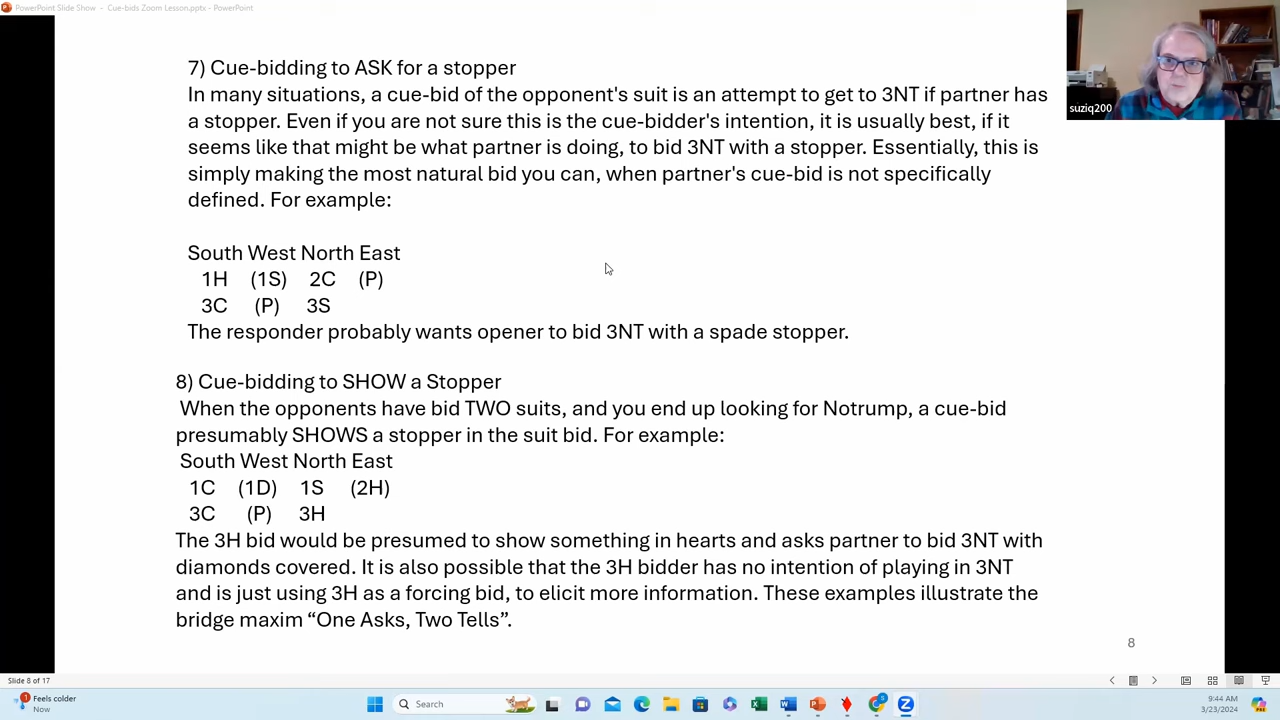 PowerPoint Slide Show - Cue-bids Zoom Lesson.pptx - PowerPoint
suziq200
7) Cue-bidding to ASK for a stopper
In many situations, a cue-bid of the opponent's suit is an attempt to get to 3NT if partner has
a stopper. Even if you are not sure this is the cue-bidder's intention, it is usually best, if it
seems like that might be what partner is doing, to bid 3NT with a stopper. Essentially, this is
simply making the most natural bid you can, when partner's cue-bid is not specifically
defined. For example:
South West North East
1H (1S) 2C (P)
3C (P) 3S
The responder probably wants opener to bid 3NT with a spade stopper.
8) Cue-bidding to SHOW a Stopper
When the opponents have bid TWO suits, and you end up looking for Notrump, a cue-bid
presumably SHOWS a stopper in the suit bid. For example:
South West North East
1C (1D) 1S (2H)
3C (P) 3H
The 3H bid would be presumed to show something in hearts and asks partner to bid 3NT with
diamonds covered. It is also possible that the 3H bidder has no intention of playing in 3NT
and is just using 3H as a forcing bid, to elicit more information. These examples illustrate the
bridge maxim “One Asks, Two Tells”.
8
Slide 8 of 17
1
Feels colder
Now
Search
9:44 AM
3/23/2024